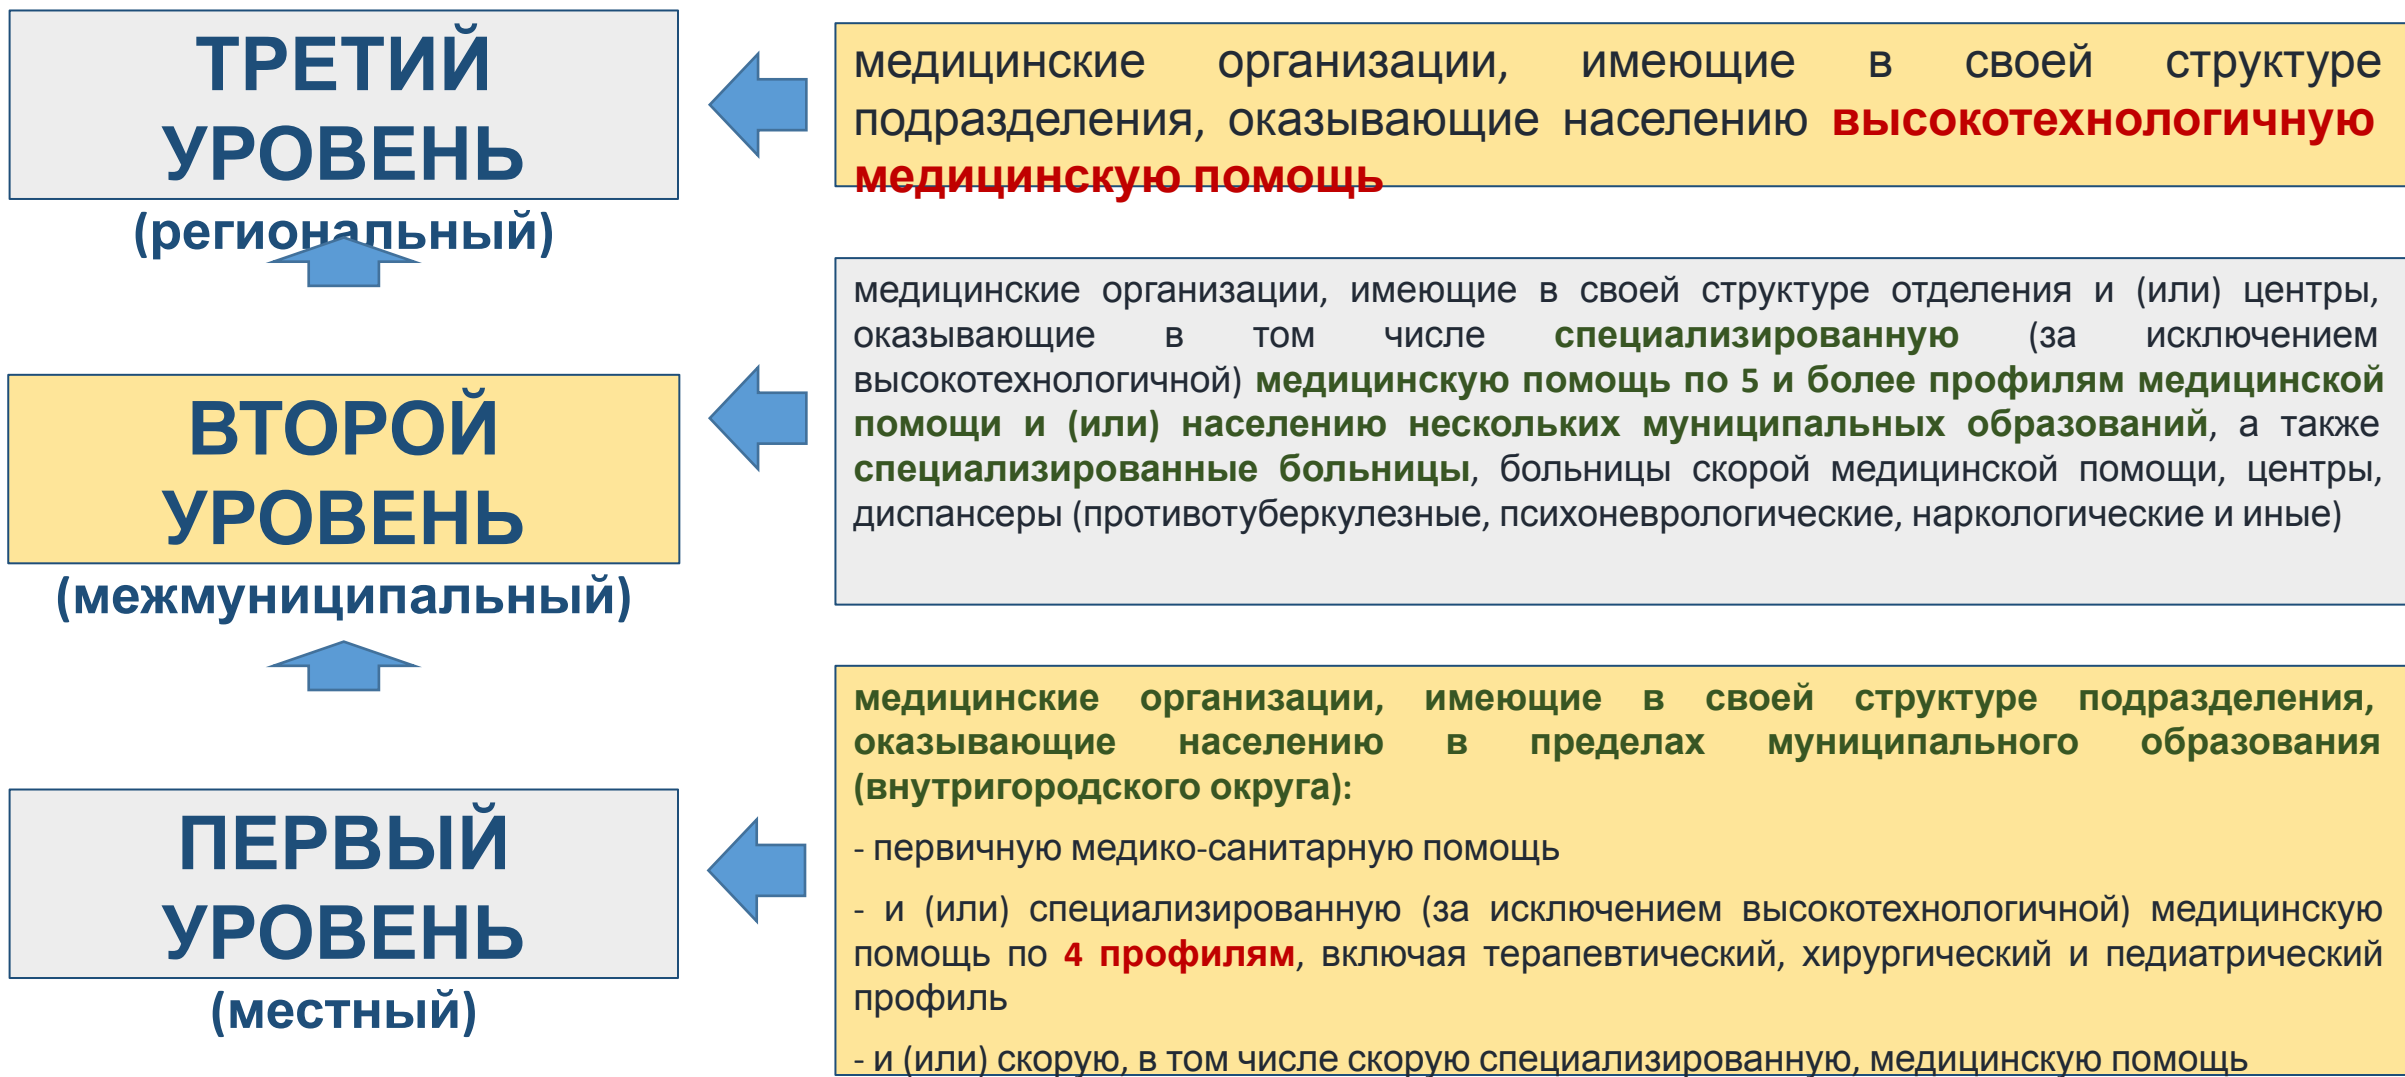 ТРЕТИЙ
УРОВЕНЬ
(региональный)
медицинские организации, имеющие в своей структуре
подразделения, оказывающие населению высокотехнологичную
медицинскую помощь
ВТОРОЙ
УРОВЕНЬ
(межмуниципальный)
медицинские организации, имеющие в своей структуре отделения и (или) центры,
оказывающие в том числе специализированную (за исключением
высокотехнологичной) медицинскую помощь по 5 и более профилям медицинской
помощи и (или) населению нескольких муниципальных образований, а также
специализированные больницы, больницы скорой медицинской помощи, центры,
диспансеры (противотуберкулезные, психоневрологические, наркологические и иные)
ПЕРВЫЙ
УРОВЕНЬ
(местный)
медицинские организации, имеющие в своей структуре подразделения,
оказывающие населению в пределах муниципального образования
(внутригородского округа):
- первичную медико-санитарную помощь
- и (или) специализированную (за исключением высокотехнологичной) медицинскую
помощь по 4 профилям, включая терапевтический, хирургический и педиатрический
профиль
- и (или) скорую, в том числе скорую специализированную, медицинскую помощь